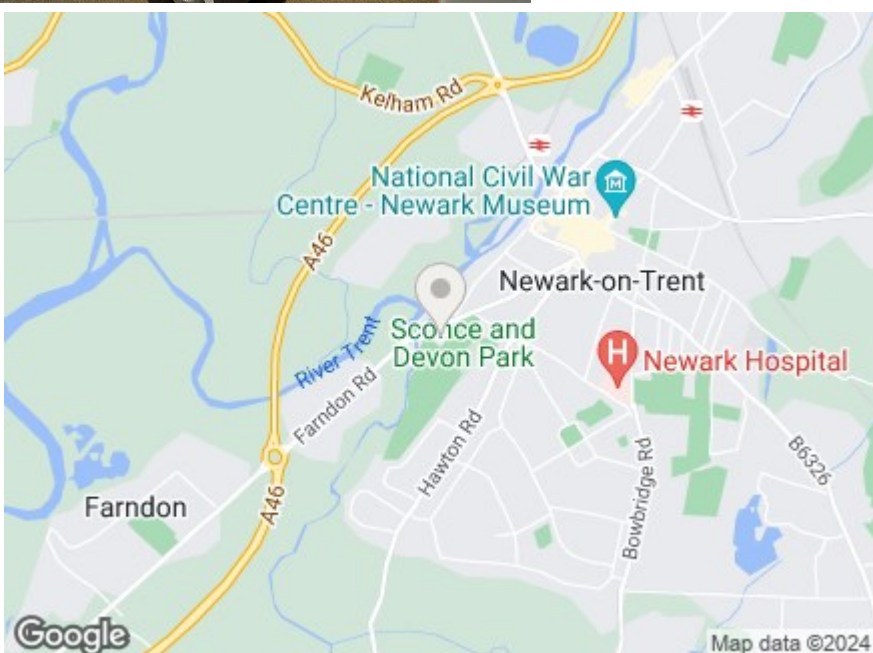 Kelham Rd
National Civil War
Centre - Newark Museum
A46
Newark-on-Trent
River Trent
Sconce and
Devon Park
H
Newark Hospital
Farndon Rd
Hawton Rd
B6326
Bowbridge Rd
Farndon
A46
Google
Map data ©2024